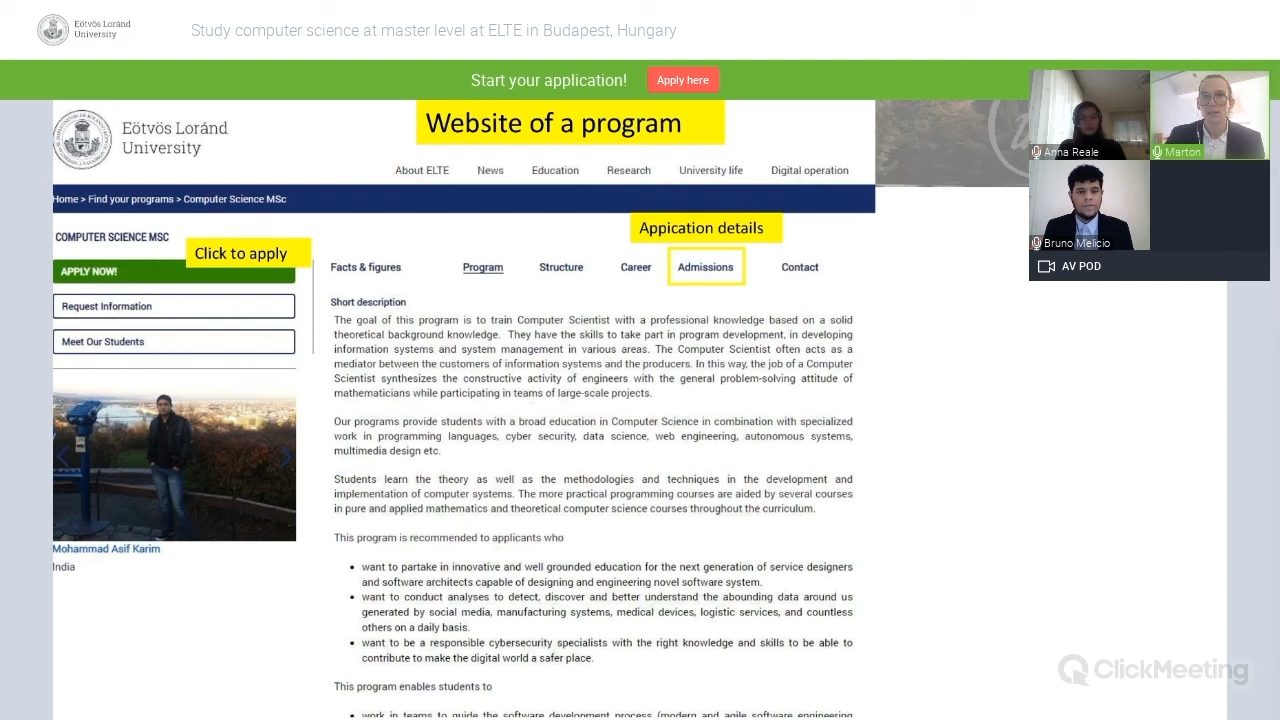 Eötvös Loránd
University
Study computer science at master level at ELTE in Budapest, Hungary
Start your application!
Apply here
Eötvös Loránd
University
Website of a program
About ELTE News Education Research University life Digital operation
Home > Find your programs > Computer Science MSc
COMPUTER SCIENCE MSC
Click to apply
APPLY NOW!
Request Information
Meet Our Students
Mohammad Asif Karim
India
Appication details
Facts & figures Program Structure Career Admissions Contact
Short description
The goal of this program is to train Computer Scientist with a professional knowledge based on a solid
theoretical background knowledge. They have the skills to take part in program development, in developing
information systems and system management in various areas. The Computer Scientist often acts as a
mediator between the customers of information systems and the producers. In this way, the job of a Computer
Scientist synthesizes the constructive activity of engineers with the general problem-solving attitude of
mathematicians while participating in teams of large-scale projects.
Our programs provide students with a broad education in Computer Science in combination with specialized
work in programming languages, cyber security, data science, web engineering, autonomous systems,
multimedia design etc.
Students learn the theory as well as the methodologies and techniques in the development and
implementation of computer systems. The more practical programming courses are aided by several courses
in pure and applied mathematics and theoretical computer science courses throughout the curriculum.
This program is recommended to applicants who
• want to partake in innovative and well grounded education for the next generation of service designers
and software architects capable of designing and engineering novel software system.
• want to conduct analyses to detect, discover and better understand the abounding data around us
generated by social media, manufacturing systems, medical devices, logistic services, and countless
others on a daily basis.
• want to be a responsible cybersecurity specialists with the right knowledge and skills to be able to
contribute to make the digital world a safer place.
This program enables students to
• work in teams to guide the software development process (modern and agile software engineering
Anna Reale
Marton
Bruno Melicio
AV POD
ClickMeeting